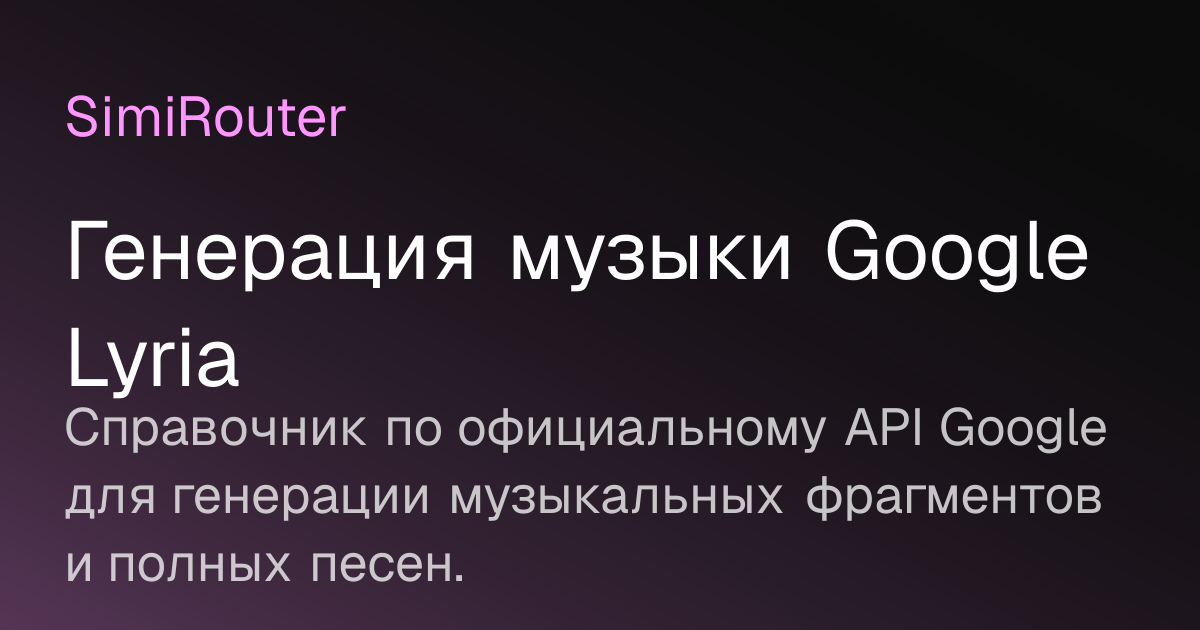 SimiRouter
Генерация музыки Google
Lyria
Справочник по официальному API Google
для генерации музыкальных фрагментов
и полных песен.